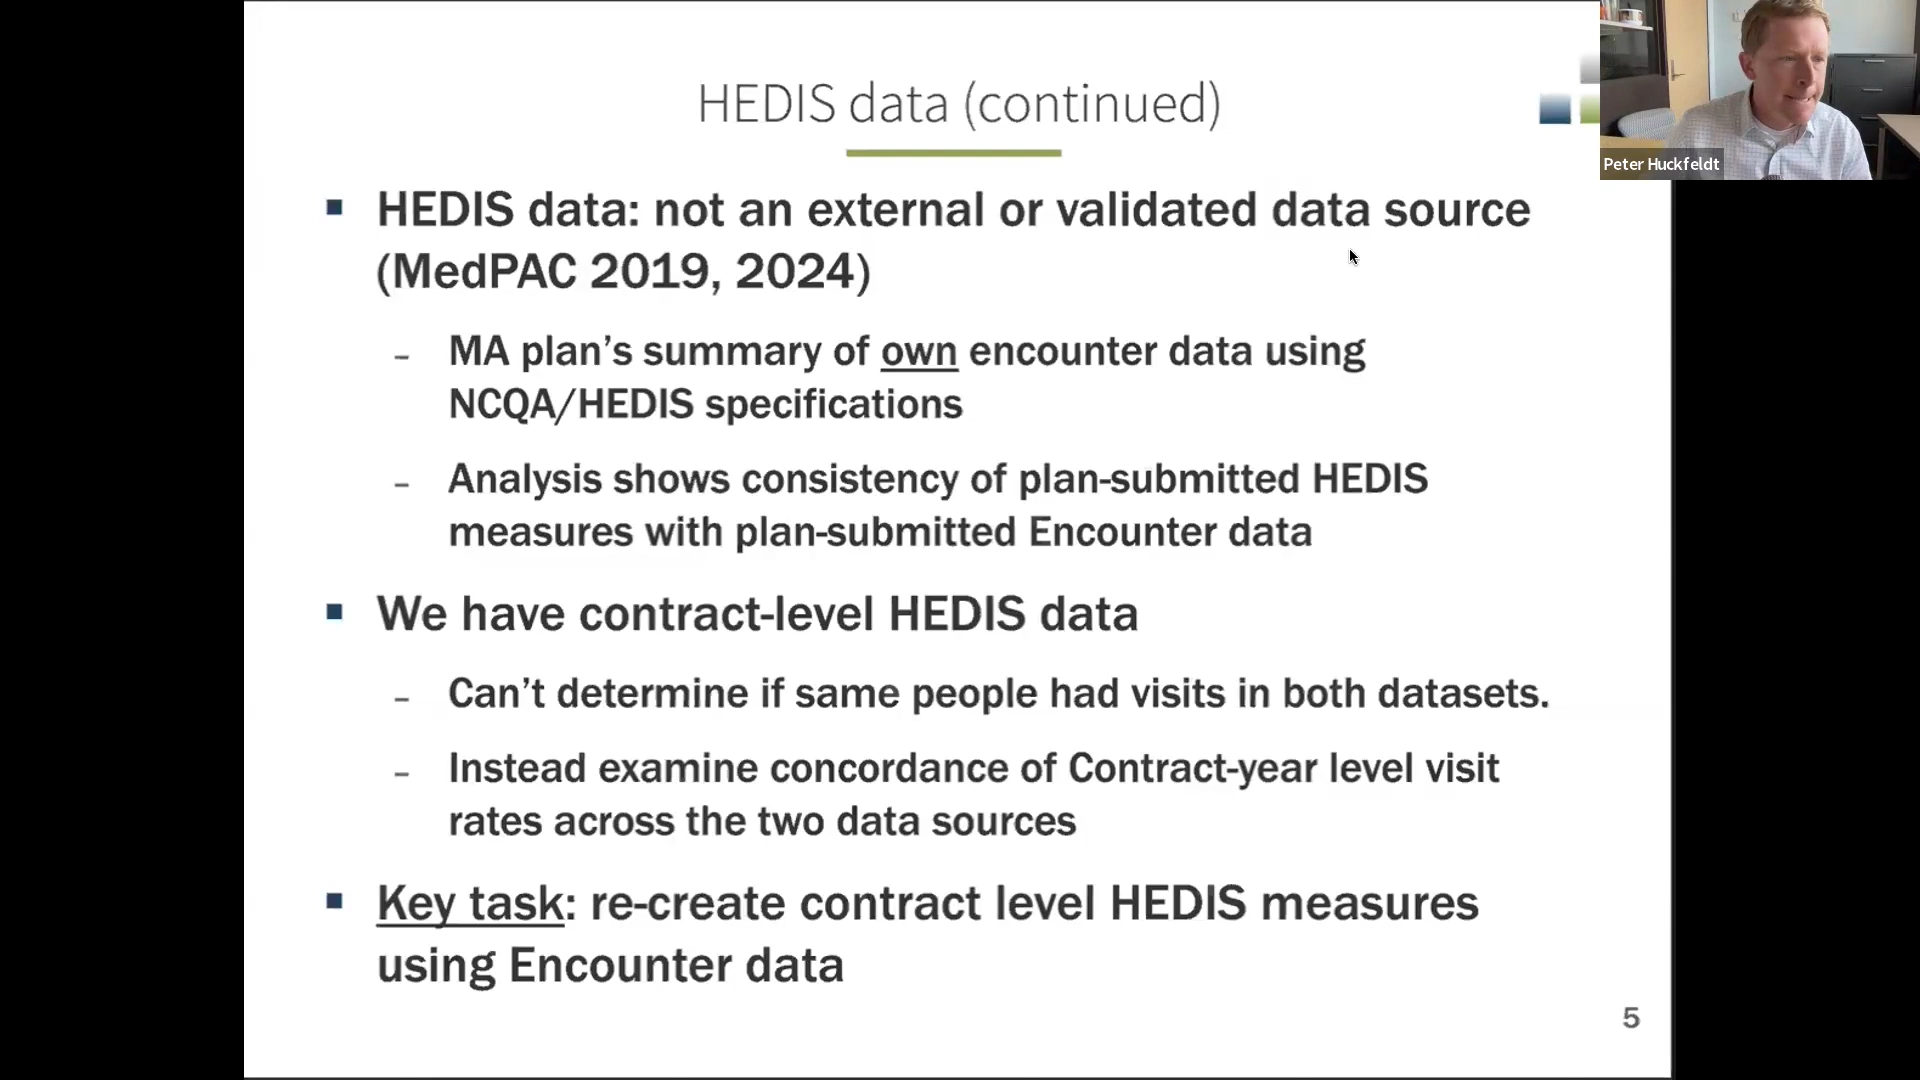 HEDIS data (continued)
Peter Huckfeldt
▪ HEDIS data: not an external or validated data source
(MedPAC 2019, 2024)
– MA plan’s summary of own encounter data using
NCQA/HEDIS specifications
– Analysis shows consistency of plan-submitted HEDIS
measures with plan-submitted Encounter data
▪ We have contract-level HEDIS data
– Can’t determine if same people had visits in both datasets.
– Instead examine concordance of Contract-year level visit
rates across the two data sources
▪ Key task: re-create contract level HEDIS measures
using Encounter data
5